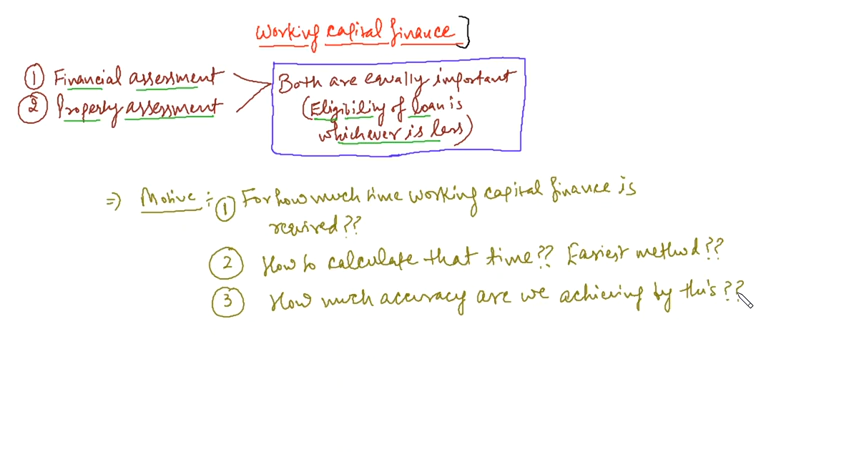 Working capital finance]
① Financial assessment
② Property assessment
Both are equally important
(Eligibility of loan is
whichever is less)
⇒ Motive :- ① For how much time working capital finance is
required??
② How to calculate that time?? Easiest method??
③ How much accuracy are we achieving by this??